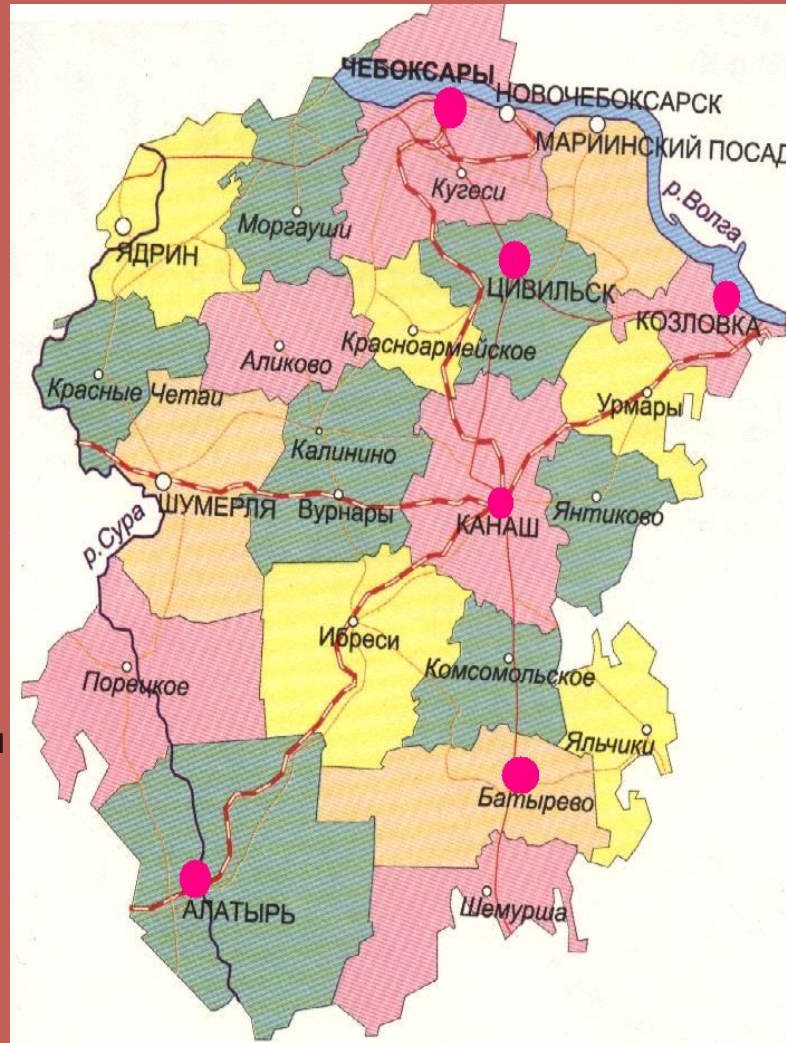 ЧЕБОКСАРЫ
НОВОЧЕБОКСАРСК
МАРИИНСКИЙ ПОСАД
Кугеси
р.Волга
Моргауши
ЯДРИН
ЦИВИЛЬСК
КОЗЛОВКА
Красноармейское
Аликово
Красные Четаи
Урмары
Калинино
ШУМЕРЛЯ
Вурнары
КАНАШ
Янтиково
р.Сура
Ибреси
Комсомольское
Порецкое
Яльчики
Батырево
АЛАТЫРЬ
Шемурша